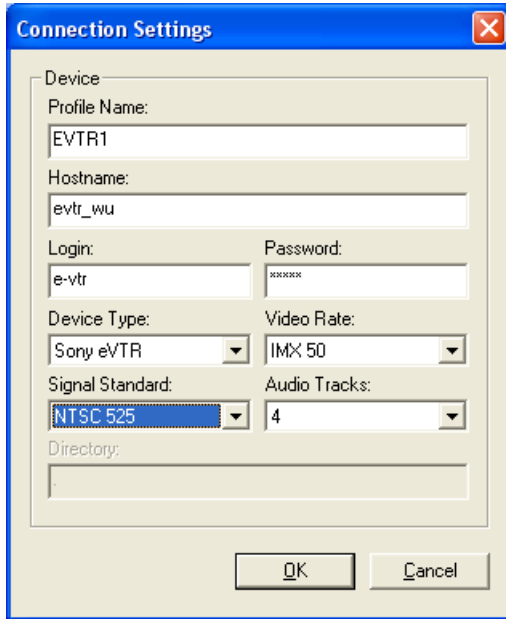 Connection Settings
Device
Profile Name:
EVTR1
Hostname:
evtr_wu
Login: Password:
e-vtr xxxxx
Device Type: Video Rate:
Sony eVTR IMX 50
Signal Standard: Audio Tracks:
NTSC 525 4
Directory:
.
OK Cancel